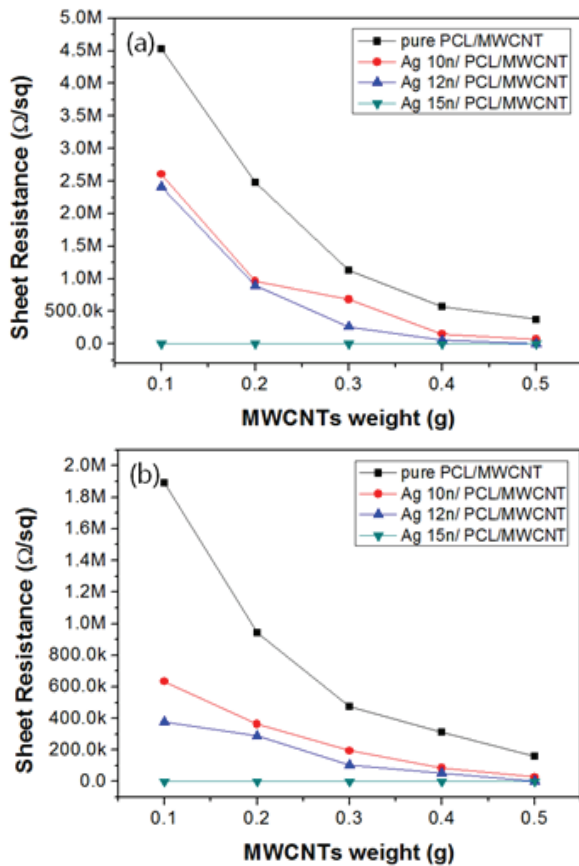 (a)
pure PCL/MWCNT
Ag 10n/ PCL/MWCNT
Ag 12n/ PCL/MWCNT
Ag 15n/ PCL/MWCNT
Sheet Resistance (Ω/sq)
5.0M
4.5M
4.0M
3.5M
3.0M
2.5M
2.0M
1.5M
1.0M
500.0k
0.0
0.1 0.2 0.3 0.4 0.5
MWCNTs weight (g)
(b)
pure PCL/MWCNT
Ag 10n/ PCL/MWCNT
Ag 12n/ PCL/MWCNT
Ag 15n/ PCL/MWCNT
Sheet Resistance (Ω/sq)
2.0M
1.8M
1.6M
1.4M
1.2M
1.0M
800.0k
600.0k
400.0k
200.0k
0.0
0.1 0.2 0.3 0.4 0.5
MWCNTs weight (g)